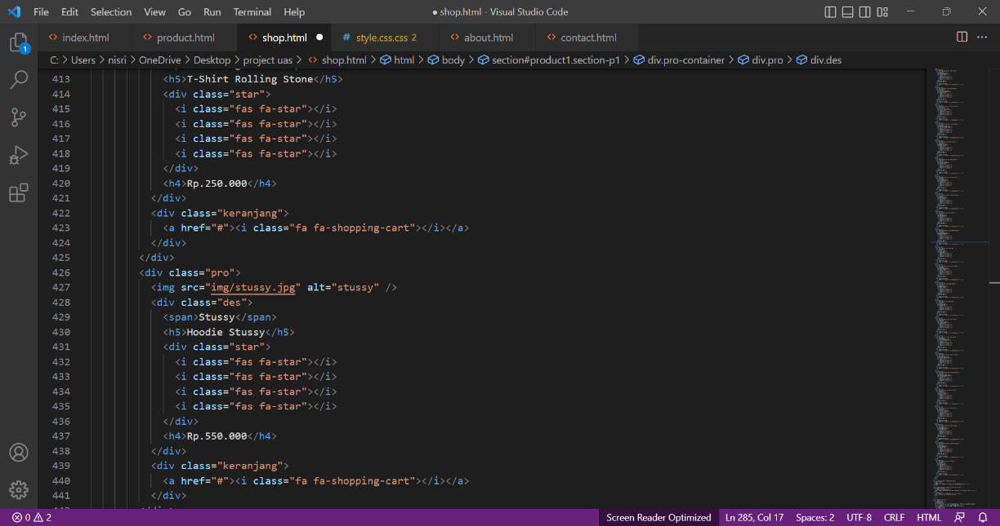 File Edit Selection View Go Run Terminal Help
● shop.html - Visual Studio Code
index.html
product.html
shop.html ●
# style.css.css 2
about.html
contact.html
C: > Users > nisri > OneDrive > Desktop > project uas > shop.html > html > body > section#product1.section-p1 > div.pro-container > div.pro > div.des
1
413 <h5>T-Shirt Rolling Stone</h5>
414 <div class="star">
415 <i class="fas fa-star"></i>
416 <i class="fas fa-star"></i>
417 <i class="fas fa-star"></i>
418 <i class="fas fa-star"></i>
419 </div>
420 <h4>Rp.250.000</h4>
421 </div>
422 <div class="keranjang">
423 <a href="#"><i class="fa fa-shopping-cart"></i></a>
424 </div>
425 </div>
426 <div class="pro">
427 <img src="img/stussy.jpg" alt="stussy" />
428 <div class="des">
429 <span>Stussy</span>
430 <h5>Hoodie Stussy</h5>
431 <div class="star">
432 <i class="fas fa-star"></i>
433 <i class="fas fa-star"></i>
434 <i class="fas fa-star"></i>
435 <i class="fas fa-star"></i>
436 </div>
437 <h4>Rp.550.000</h4>
438 </div>
439 <div class="keranjang">
440 <a href="#"><i class="fa fa-shopping-cart"></i></a>
441 </div>
0 2 Screen Reader Optimized Ln 285, Col 17 Spaces: 2 UTF-8 CRLF HTML